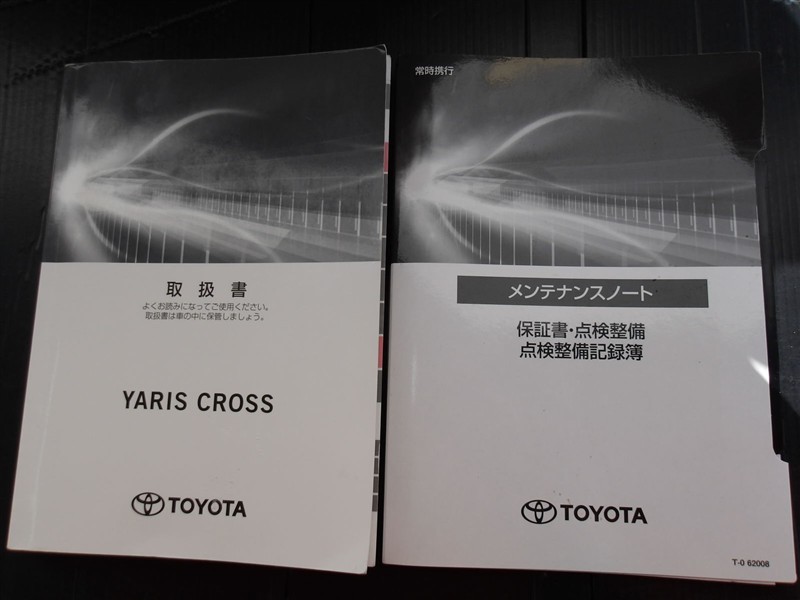 取扱書
よくお読みになってご使用ください。
取扱書は車の中に保管しましょう。
YARIS CROSS
TOYOTA
常時携行
メンテナンスノート
保証書・点検整備
点検整備記録簿
TOYOTA
T-0 62008